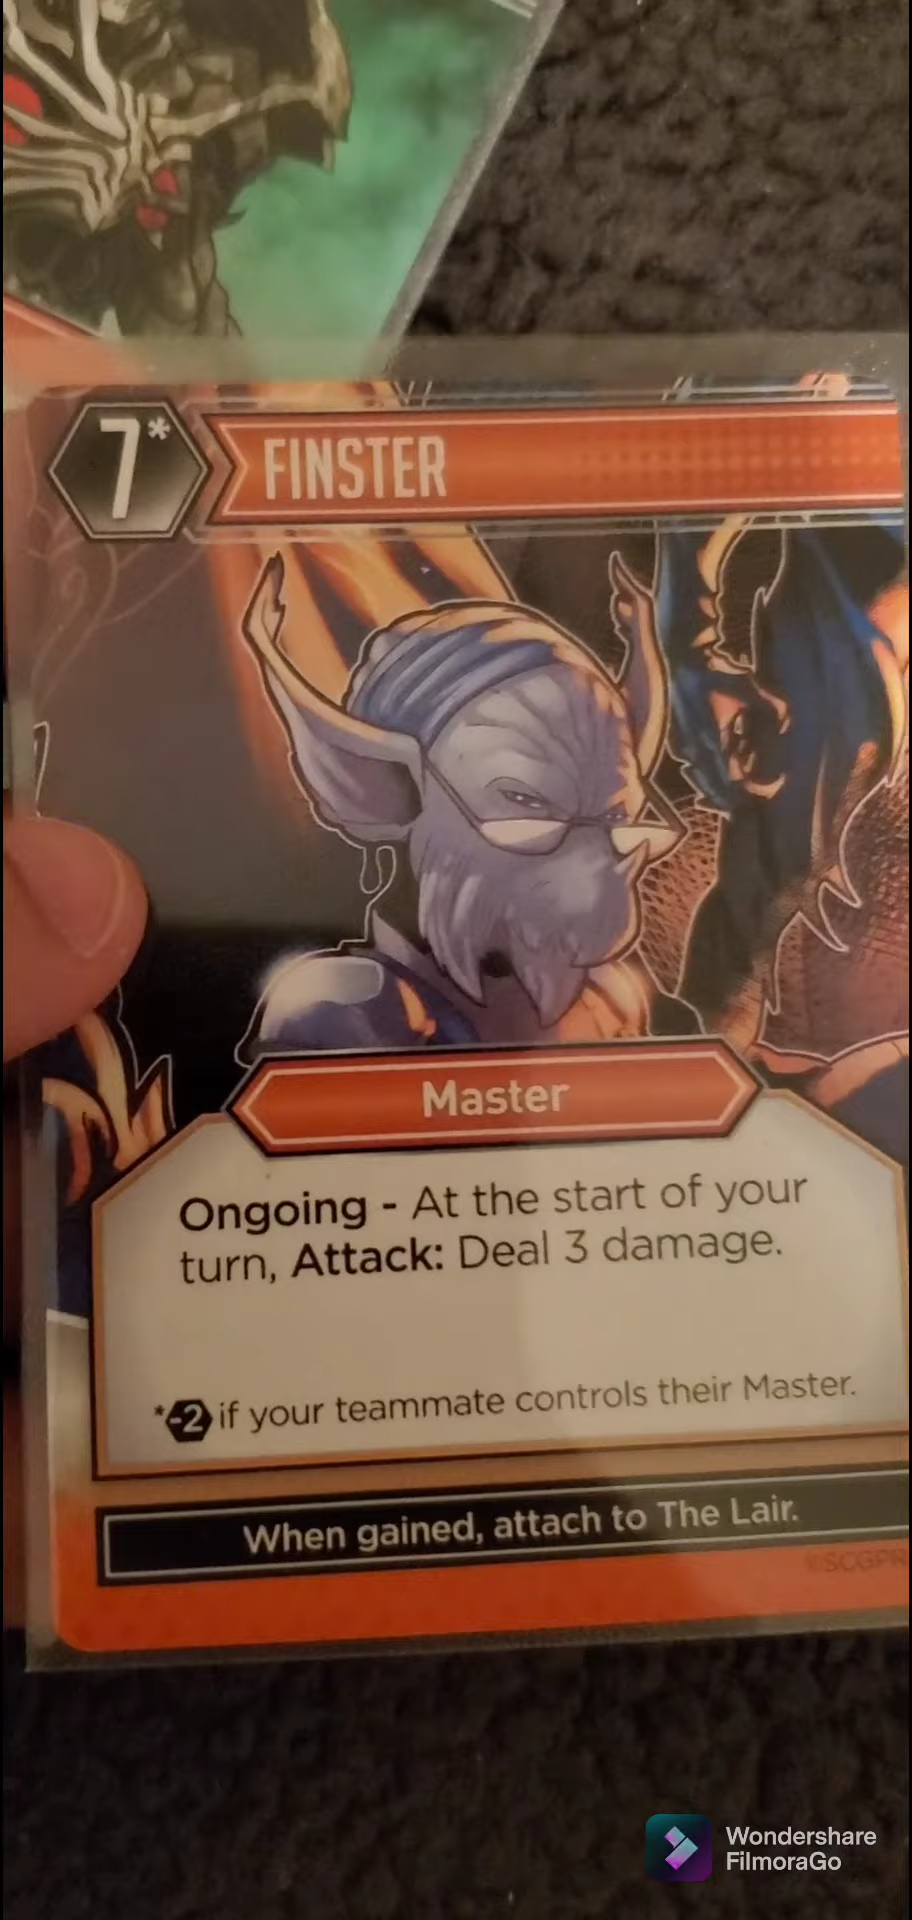 7*
FINSTER
Master
Ongoing - At the start of your
turn, Attack: Deal 3 damage.
*-2 if your teammate controls their Master.
When gained, attach to The Lair.
©SCGPR
Wondershare
FilmoraGo